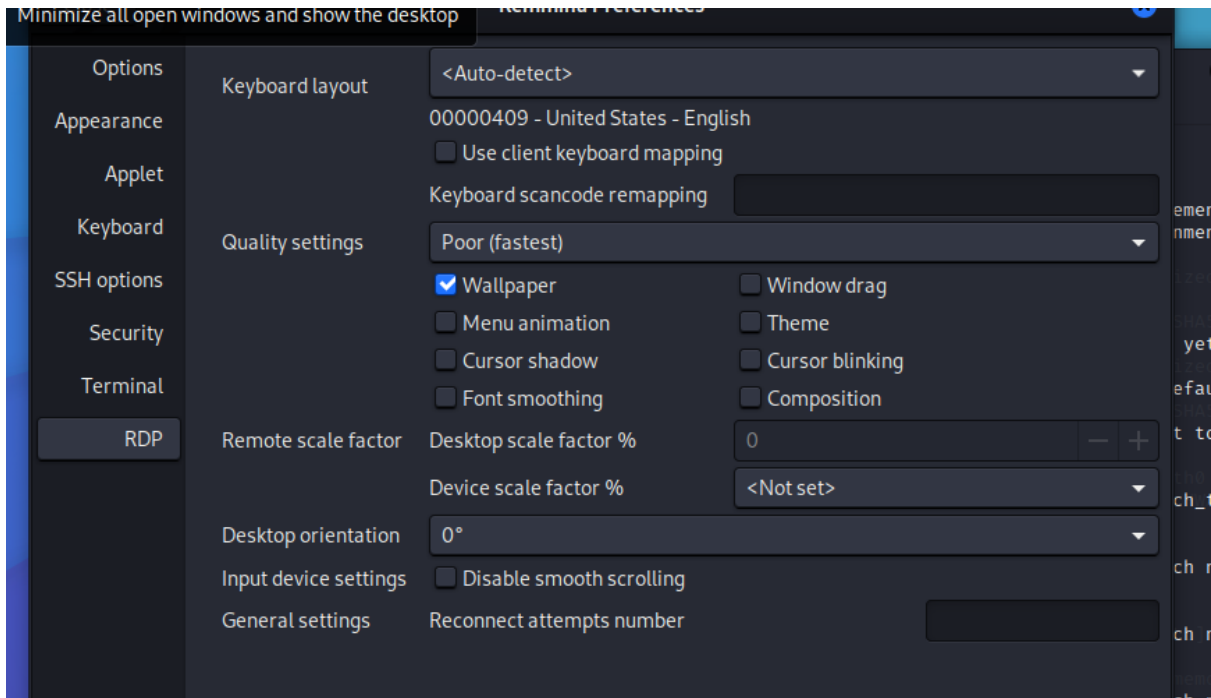 Minimize all open windows and show the desktop
Remmina Preferences
Options
Appearance
Applet
Keyboard
SSH options
Security
Terminal
RDP
Keyboard layout
<Auto-detect>
00000409 - United States - English
Use client keyboard mapping
Keyboard scancode remapping
Quality settings
Poor (fastest)
Wallpaper
Window drag
Menu animation
Theme
Cursor shadow
Cursor blinking
Font smoothing
Composition
Remote scale factor
Desktop scale factor %
0
Device scale factor %
<Not set>
Desktop orientation
0°
Input device settings
Disable smooth scrolling
General settings
Reconnect attempts number